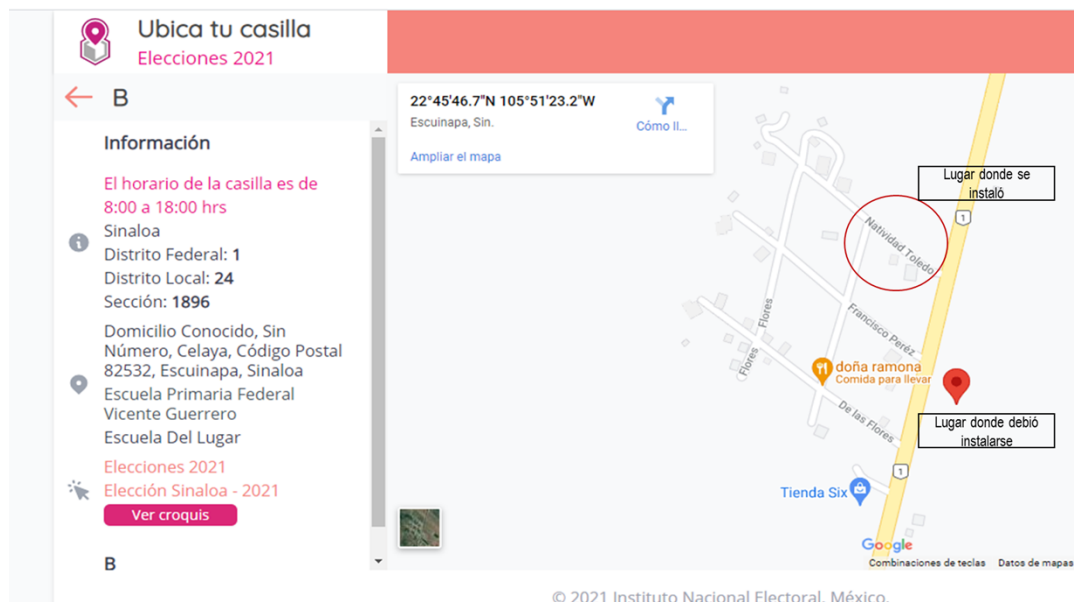 Ubica tu casilla
Elecciones 2021
B
Información
El horario de la casilla es de
8:00 a 18:00 hrs
Sinaloa
Distrito Federal: 1
Distrito Local: 24
Sección: 1896
Domicilio Conocido, Sin
Número, Celaya, Código Postal
82532, Escuinapa, Sinaloa
Escuela Primaria Federal
Vicente Guerrero
Escuela Del Lugar
Elecciones 2021
Elección Sinaloa - 2021
Ver croquis
B
22°45'46.7"N 105°51'23.2"W
Escuinapa, Sin.
Cómo ll...
Ampliar el mapa
Lugar donde se
instaló
1
Natividad Toledo
Flores
Francisco Peréz
Flores
doña ramona
Comida para llevar
De las Flores
Lugar donde debió
instalarse
1
Tienda Six
Google
Combinaciones de teclas
Datos de mapas
© 2021 Instituto Nacional Electoral, México.